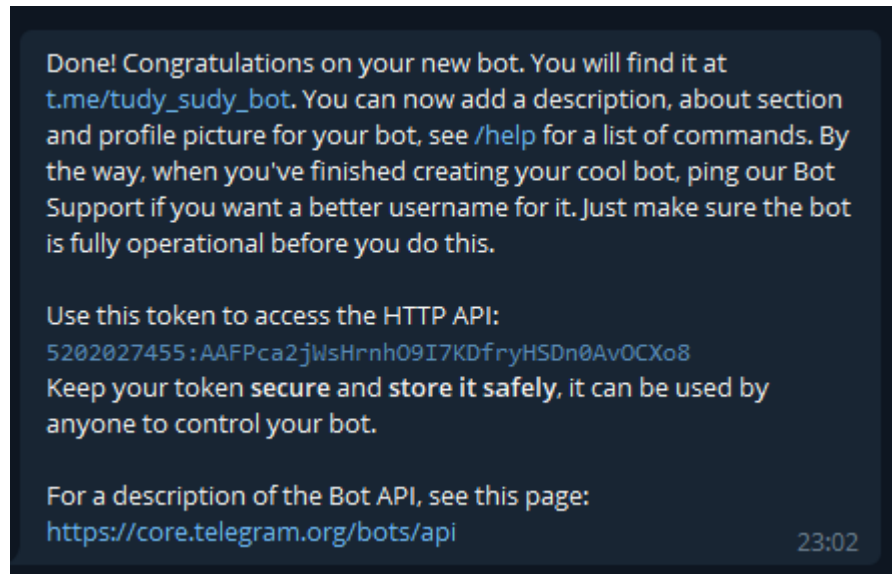 Done! Congratulations on your new bot. You will find it at
t.me/tudy_sudy_bot. You can now add a description, about section
and profile picture for your bot, see /help for a list of commands. By
the way, when you've finished creating your cool bot, ping our Bot
Support if you want a better username for it. Just make sure the bot
is fully operational before you do this.
Use this token to access the HTTP API:
5202027455:AAFPca2jWsHrnhO9I7KDfryHSDn0AvOCXo8
Keep your token secure and store it safely, it can be used by
anyone to control your bot.
For a description of the Bot API, see this page:
https://core.telegram.org/bots/api
23:02